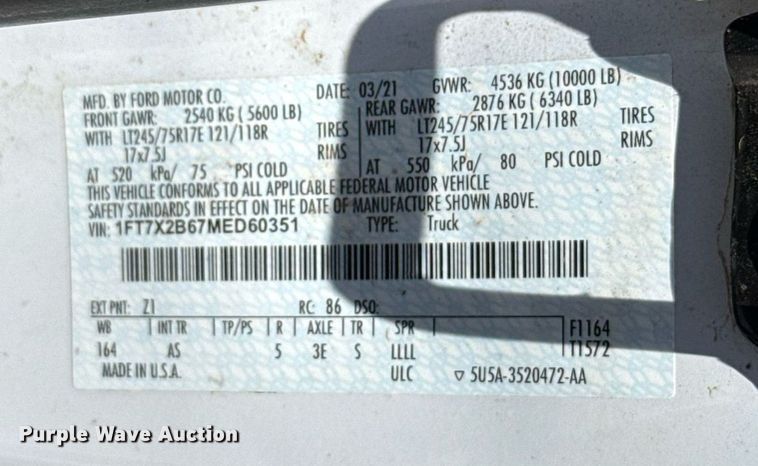 MFD. BY FORD MOTOR CO.
DATE: 03/21 GVWR: 4536 KG (10000 LB)
FRONT GAWR: 2540 KG ( 5600 LB)
REAR GAWR: 2876 KG ( 6340 LB)
WITH LT245/75R17E 121/118R TIRES
WITH LT245/75R17E 121/118R TIRES
17x7.5J RIMS
17x7.5J RIMS
AT 520 kPa/ 75 PSI COLD
AT 550 kPa/ 80 PSI COLD
THIS VEHICLE CONFORMS TO ALL APPLICABLE FEDERAL MOTOR VEHICLE
SAFETY STANDARDS IN EFFECT ON THE DATE OF MANUFACTURE SHOWN ABOVE.
VIN: 1FT7X2B67MED60351 TYPE: Truck
EXT PNT: Z1 RC: 86 DSO:
WB INT TR TP/PS R AXLE TR SPR F1164
164 AS 5 3E S LLLL T1572
MADE IN U.S.A. ULC ▽ 5U5A-3520472-AA
Purple Wave Auction